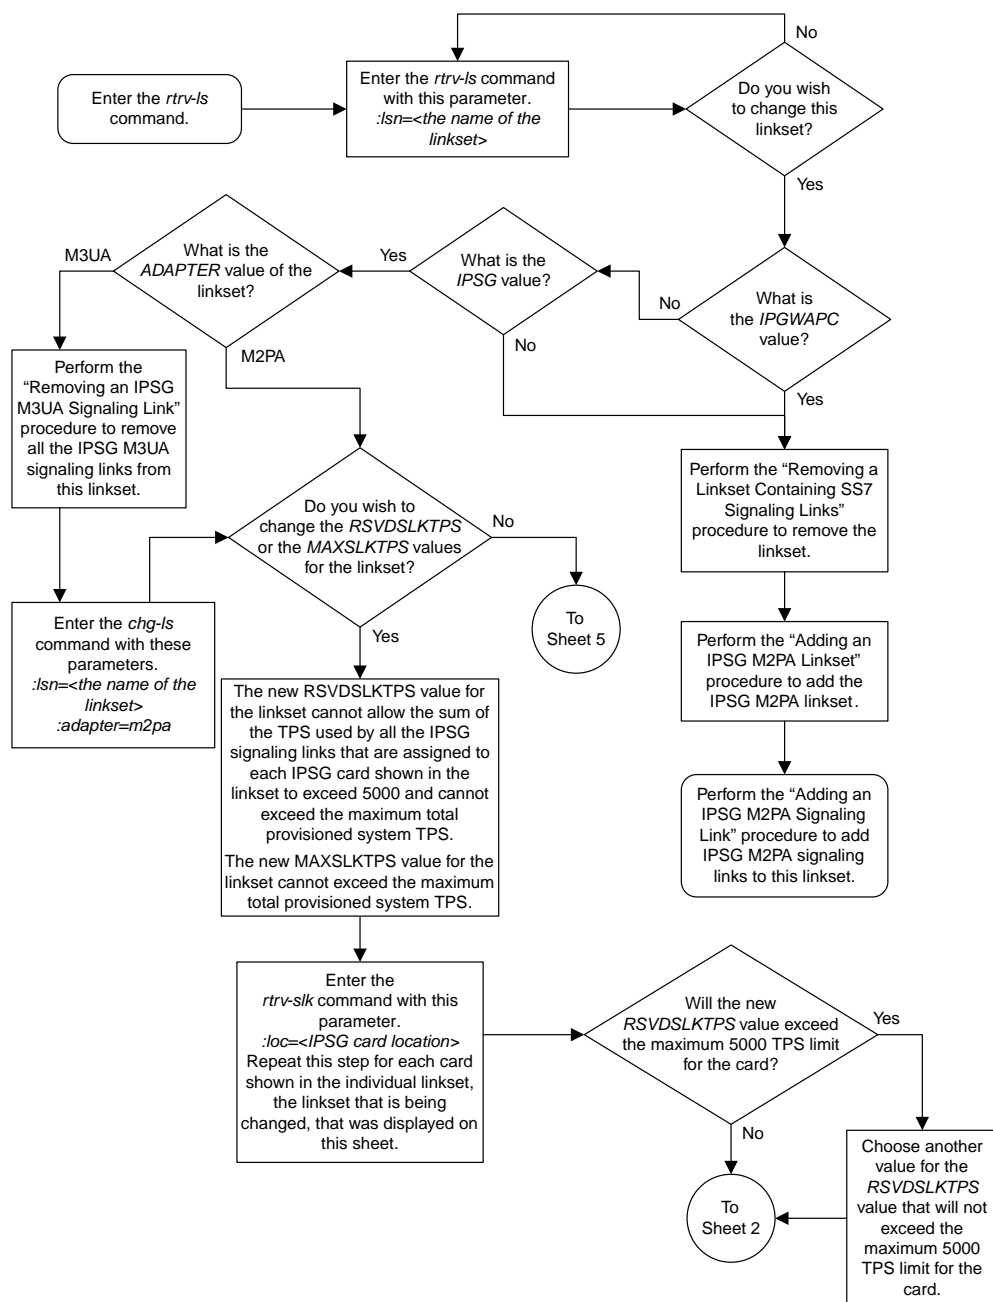 No
Enter the rtrv-ls
command.
Enter the rtrv-ls command
with this parameter.
:lsn=<the name of the
linkset>
Do you wish
to change this
linkset?
Yes
M3UA
What is the
ADAPTER value of the
linkset?
Yes
What is the
IPSG value?
No
What is
the IPGWAPC
value?
No
M2PA
Yes
Perform the
“Removing an IPSG
M3UA Signaling Link”
procedure to remove
all the IPSG M3UA
signaling links from
this linkset.
Do you wish to
change the RSVDSLKTPS
or the MAXSLKTPS values
for the linkset?
No
Perform the “Removing a
Linkset Containing SS7
Signaling Links”
procedure to remove the
linkset.
Enter the chg-ls
command with these
parameters.
:lsn=<the name of the
linkset>
:adapter=m2pa
Yes
To
Sheet 5
Perform the “Adding an
IPSG M2PA Linkset”
procedure to add the
IPSG M2PA linkset.
The new RSVDSLKTPS value for
the linkset cannot allow the sum of
the TPS used by all the IPSG
signaling links that are assigned to
each IPSG card shown in the
linkset to exceed 5000 and cannot
exceed the maximum total
provisioned system TPS.
The new MAXSLKTPS value for the
linkset cannot exceed the maximum
total provisioned system TPS.
Perform the “Adding an
IPSG M2PA Signaling
Link” procedure to add
IPSG M2PA signaling
links to this linkset.
Enter the
rtrv-slk command with this
parameter.
:loc=<IPSG card location>
Repeat this step for each card
shown in the individual linkset,
the linkset that is being
changed, that was displayed on
this sheet.
Will the new
RSVDSLKTPS value exceed
the maximum 5000 TPS limit
for the card?
Yes
No
To
Sheet 2
Choose another
value for the
RSVDSLKTPS
value that will not
exceed the
maximum 5000
TPS limit for the
card.